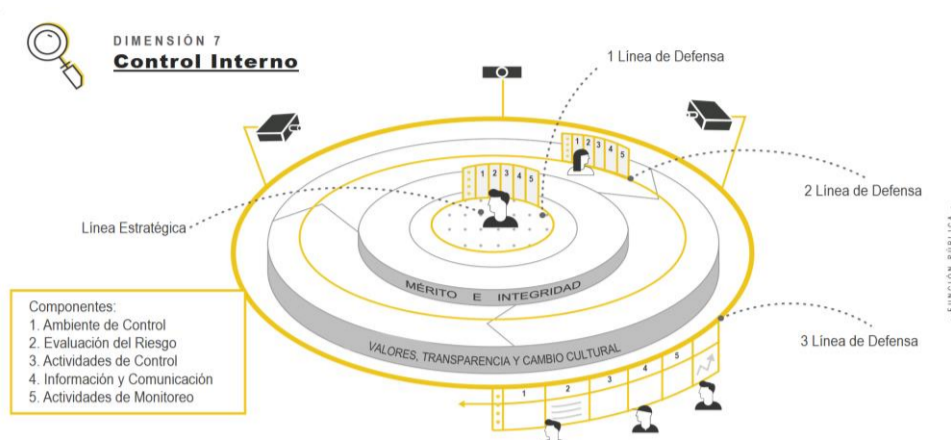 DIMENSIÓN 7
Control Interno
1 Línea de Defensa
1 2 3 4 5
1 2 3 4 5
2 Línea de Defensa
Línea Estratégica
FUNCIÓN PÚBLICA
MÉRITO E INTEGRIDAD
VALORES, TRANSPARENCIA Y CAMBIO CULTURAL
3 Línea de Defensa
Componentes:
1. Ambiente de Control
2. Evaluación del Riesgo
3. Actividades de Control
4. Información y Comunicación
5. Actividades de Monitoreo
1 2 3 4 5